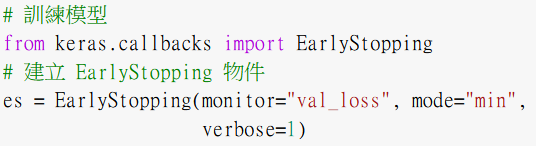 # 訓練模型
from keras.callbacks import EarlyStopping
# 建立 EarlyStopping 物件
es = EarlyStopping(monitor="val_loss", mode="min",
                   verbose=1)